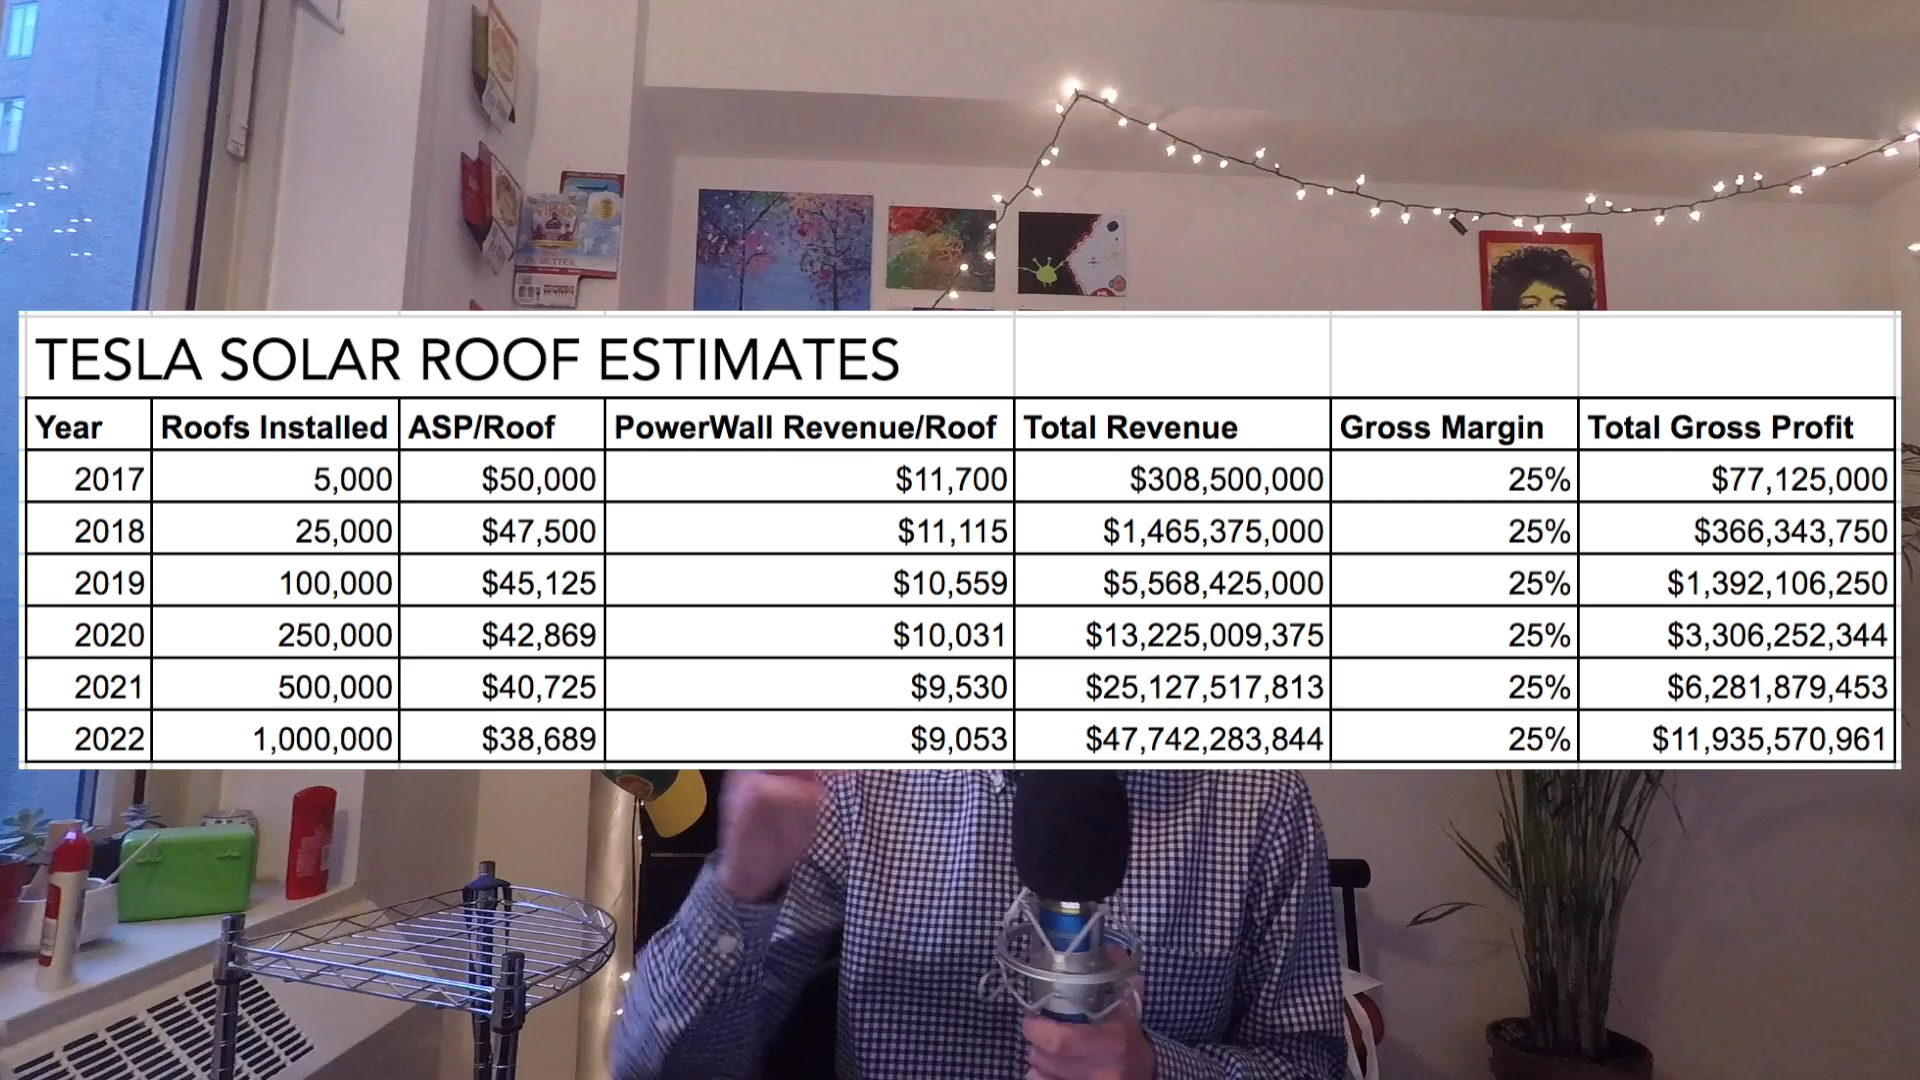 TESLA SOLAR ROOF ESTIMATES
Year Roofs Installed ASP/Roof PowerWall Revenue/Roof Total Revenue Gross Margin Total Gross Profit
2017 5,000 $50,000 $11,700 $308,500,000 25% $77,125,000
2018 25,000 $47,500 $11,115 $1,465,375,000 25% $366,343,750
2019 100,000 $45,125 $10,559 $5,568,425,000 25% $1,392,106,250
2020 250,000 $42,869 $10,031 $13,225,009,375 25% $3,306,252,344
2021 500,000 $40,725 $9,530 $25,127,517,813 25% $6,281,879,453
2022 1,000,000 $38,689 $9,053 $47,742,283,844 25% $11,935,570,961